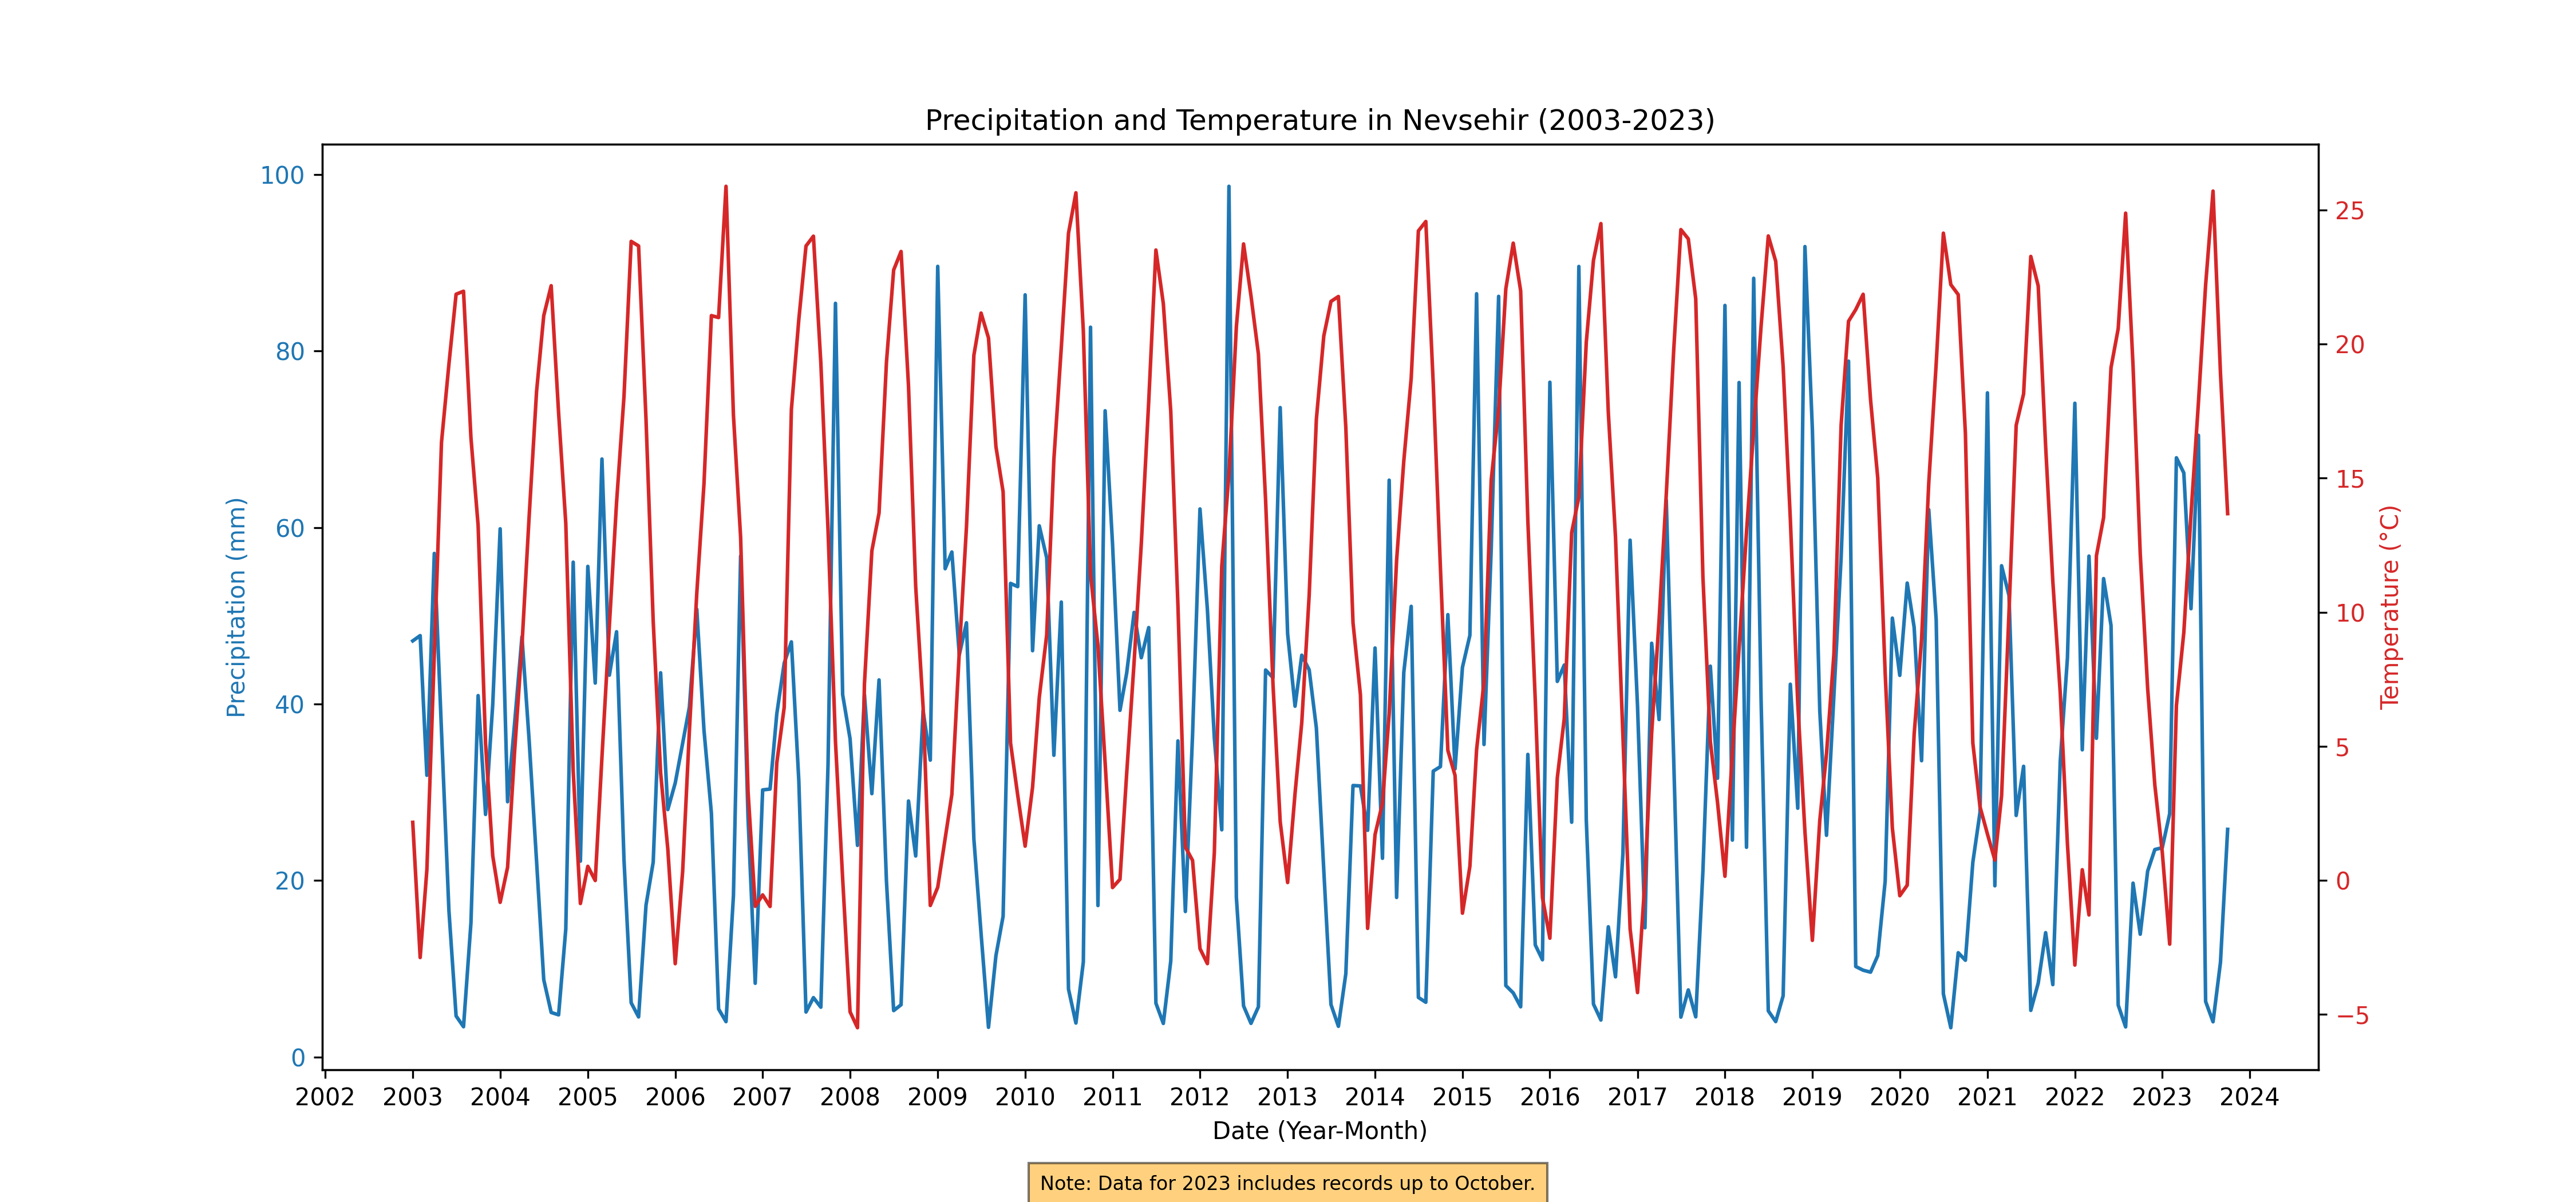 Precipitation and Temperature in Nevsehir (2003-2023)
Precipitation (mm)
100
80
60
40
20
0
Temperature (°C)
25
20
15
10
5
0
−5
2002 2003 2004 2005 2006 2007 2008 2009 2010 2011 2012 2013 2014 2015 2016 2017 2018 2019 2020 2021 2022 2023 2024
Date (Year-Month)
Note: Data for 2023 includes records up to October.